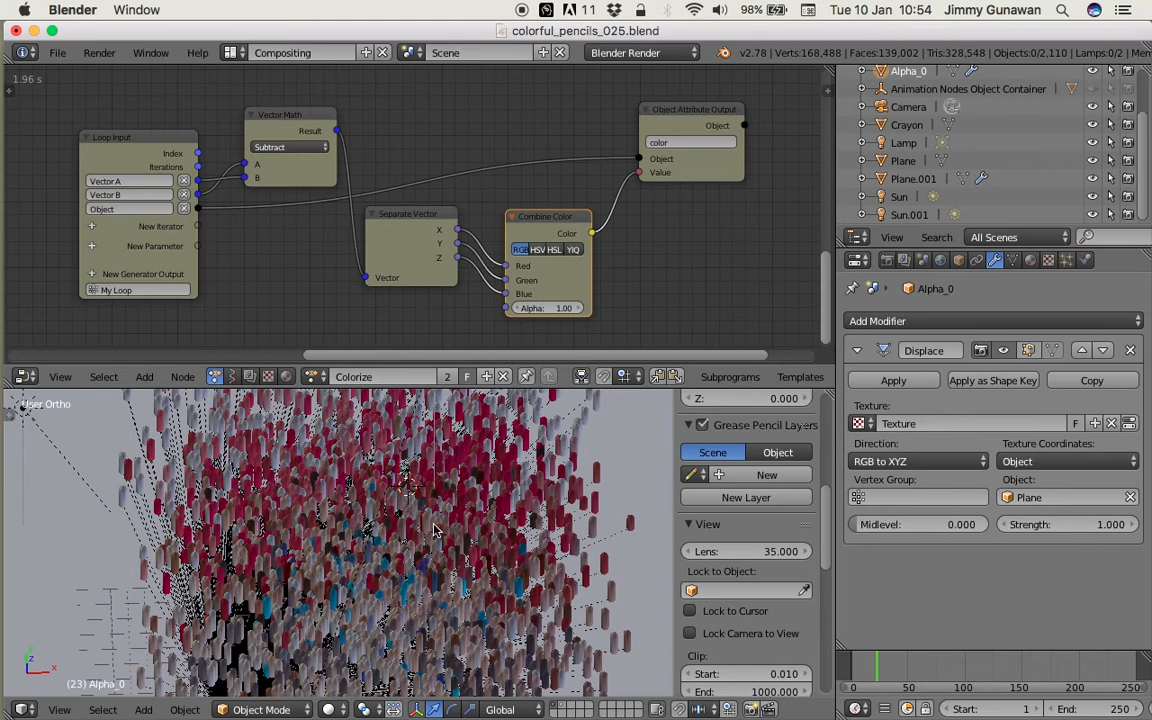 Blender Window 11 98% Tue 10 Jan 10:54 Jimmy Gunawan
colorful_pencils_025.blend
File Render Window Help Compositing Scene Blender Render v2.78 | Verts:168,488 | Faces:139,002 | Tris:328,548 | Objects:0/2,110 | Lamps:0/2 |
1.96 s
Loop Input
Index
Iterations
Vector A
Vector B
Object
New Iterator
New Parameter
New Generator Output
My Loop
Vector Math
Result
Subtract
A
B
Separate Vector
X
Y
Z
Vector
Combine Color
Color
RGB HSV HSL YIQ
Red
Green
Blue
Alpha: 1.00
Object Attribute Output
Object
color
Object
Value
View Select Add Node Colorize 2 F Subprograms Templates
User Ortho
(23) Alpha_0
z
x
Z: 0.000
Grease Pencil Layers
Scene Object
New
New Layer
View
Lens: 35.000
Lock to Object:
Lock to Cursor
Lock Camera to View
Clip:
Start: 0.010
End: 1000.000
View Select Add Object Object Mode Global
Alpha_0
Animation Nodes Object Container
Camera
Crayon
Lamp
Plane
Plane.001
Sun
Sun.001
View Search All Scenes
Alpha_0
Add Modifier
Displace
Apply Apply as Shape Key Copy
Texture:
Texture F
Direction: Texture Coordinates:
RGB to XYZ Object
Vertex Group: Object:
Plane
Midlevel: 0.000 Strength: 1.000
0 50 100 150 200 250
Start: 1 End: 250